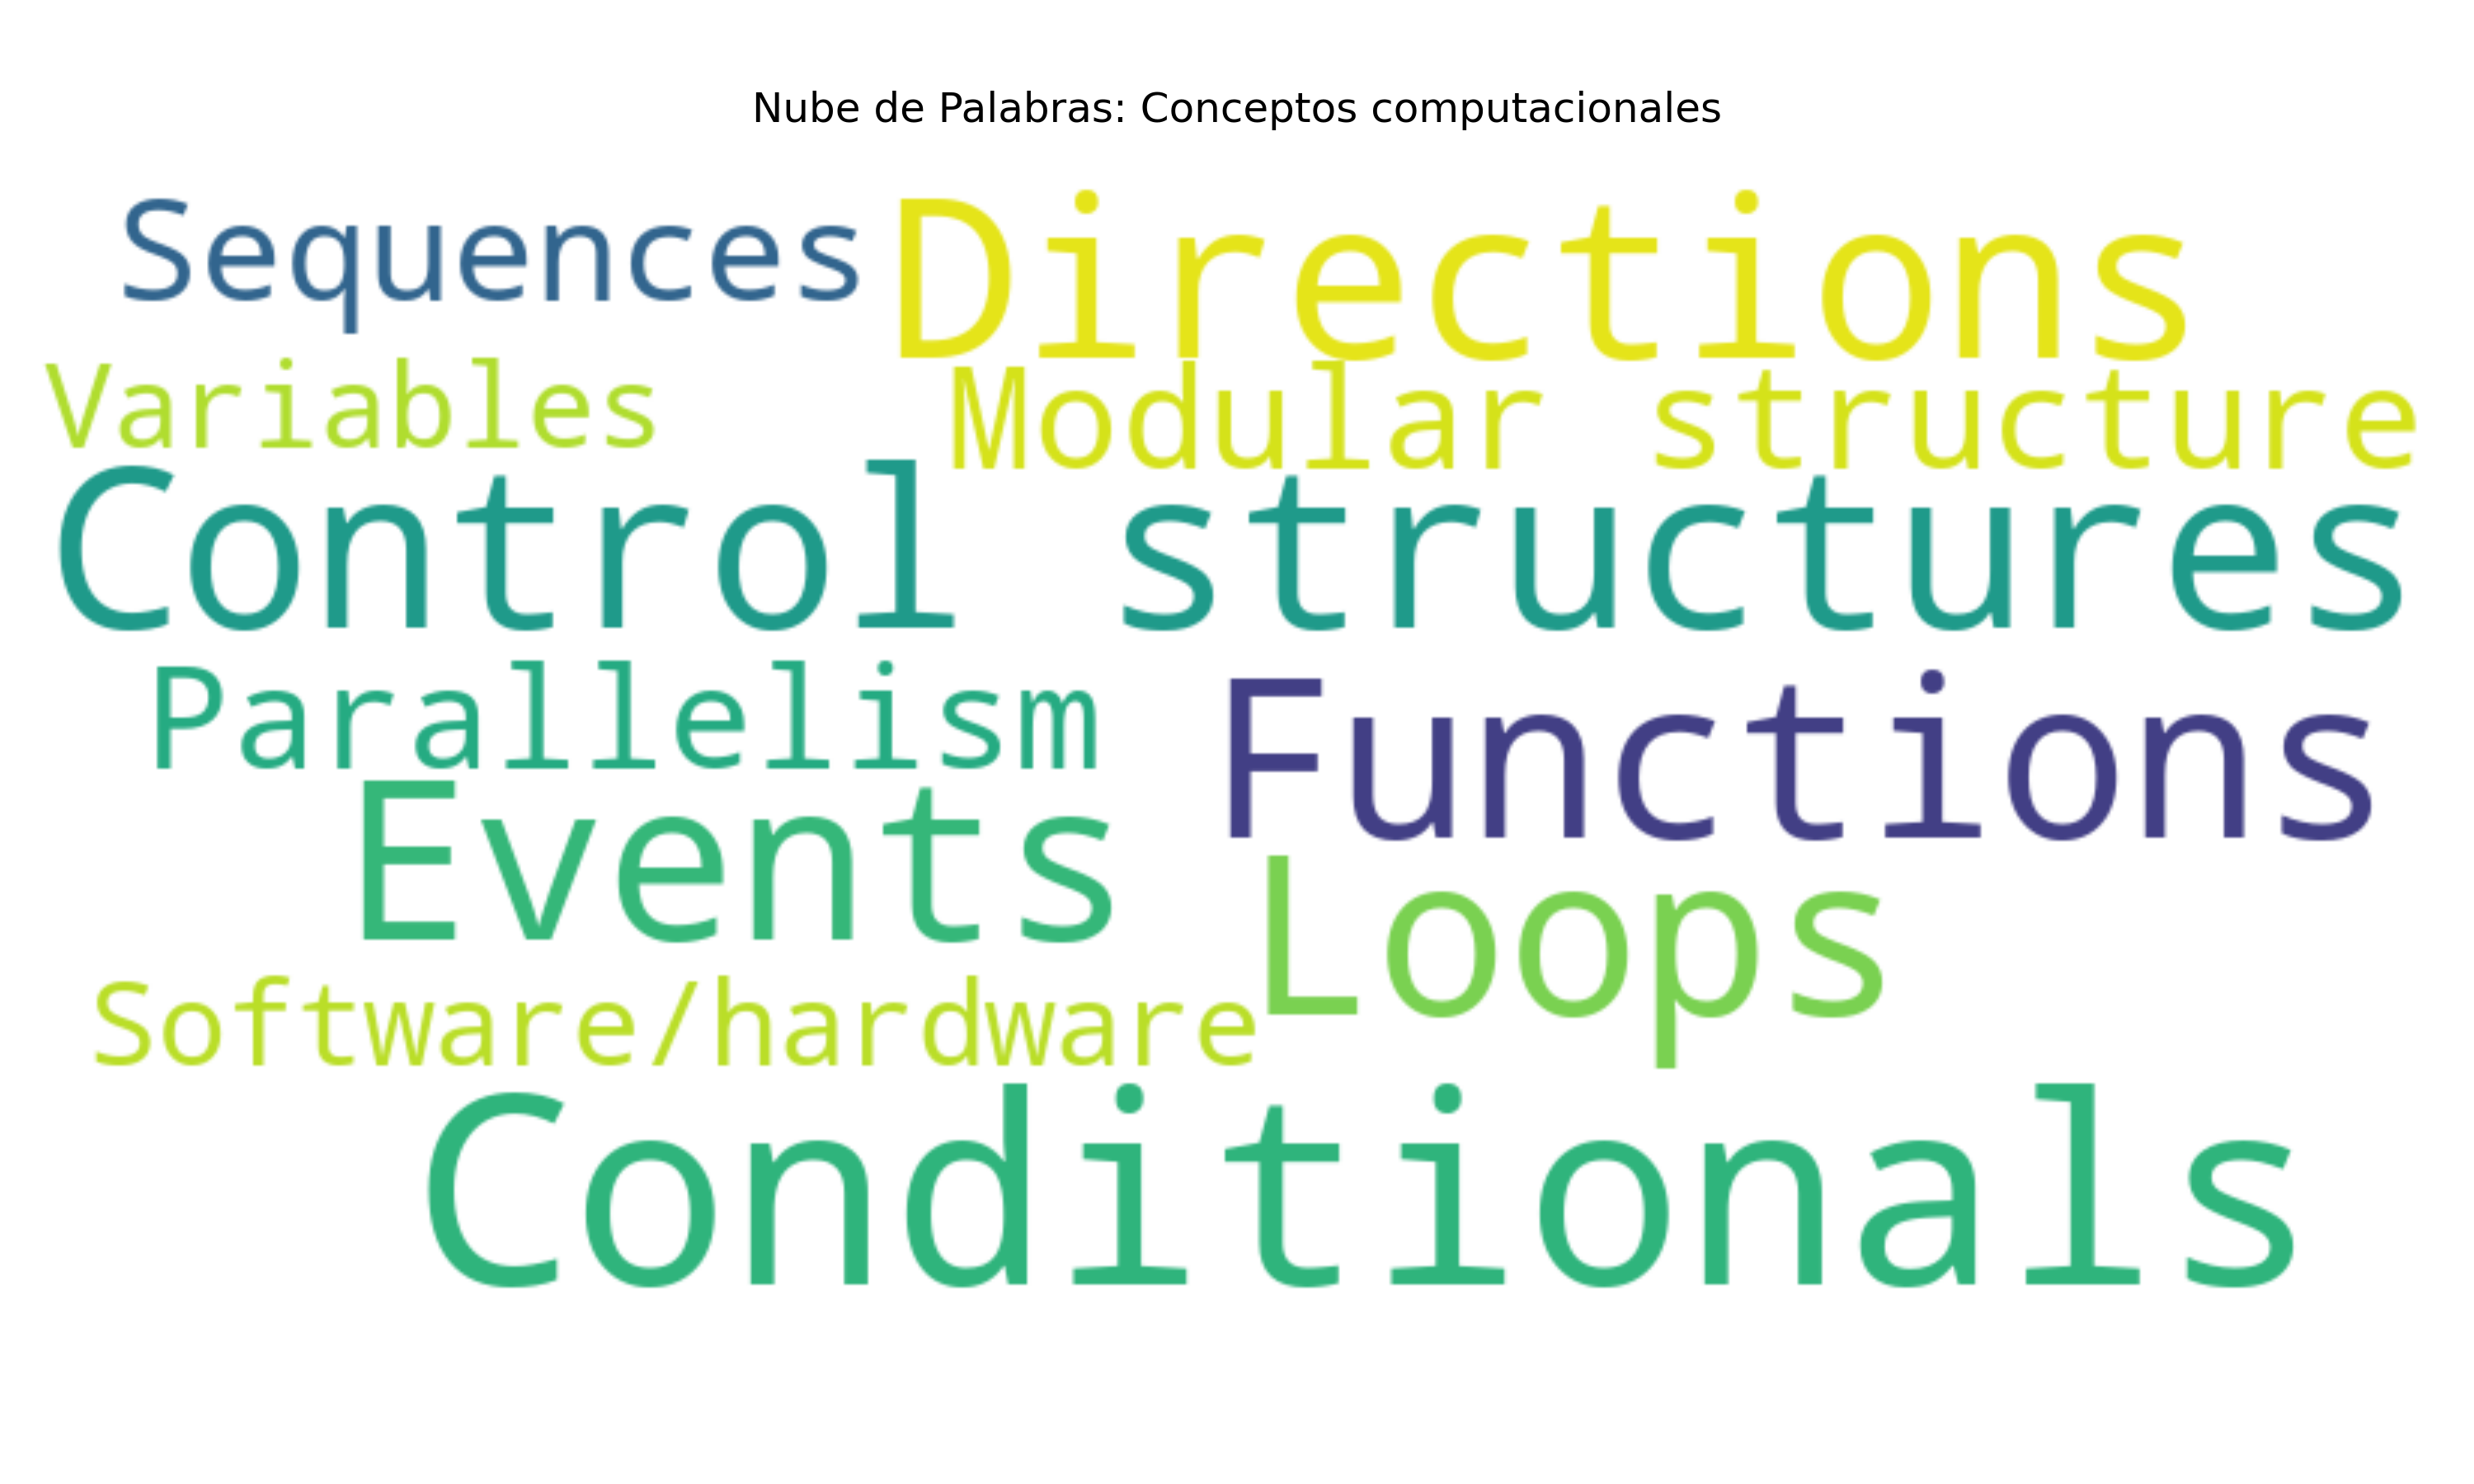 Nube de Palabras: Conceptos computacionales
Sequences
Directions
Variables
Modular structure
Control structures
Parallelism
Functions
Events
Loops
Software/hardware
Conditionals